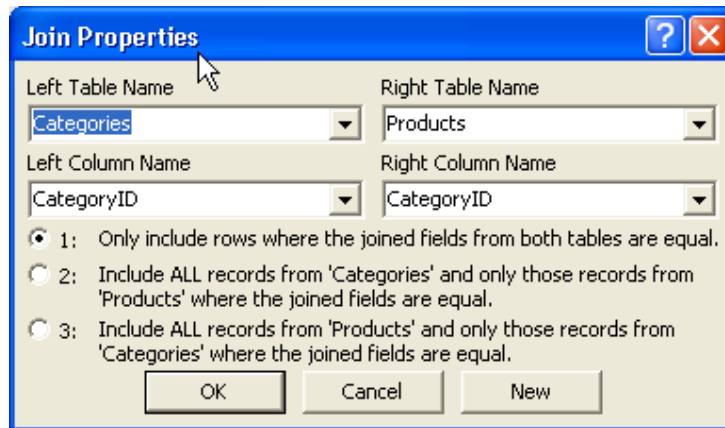 Join Properties
Left Table Name Right Table Name
Categories Products
Left Column Name Right Column Name
CategoryID CategoryID
1: Only include rows where the joined fields from both tables are equal.
2: Include ALL records from 'Categories' and only those records from
'Products' where the joined fields are equal.
3: Include ALL records from 'Products' and only those records from
'Categories' where the joined fields are equal.
OK Cancel New